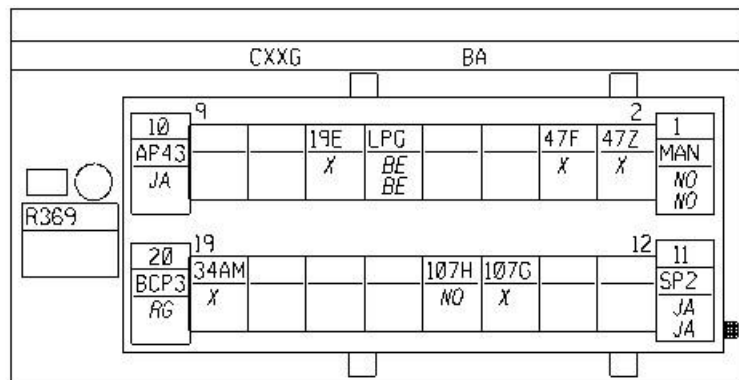 CXXG BA
9 2
10 1
19E LPG 47F 47Z
AP43 MAN
X BE X X
JA BE NO
NO
R369
19 12
20 11
34AM 107H 107G
BCP3 SP2
X NO X
RG JA
JA